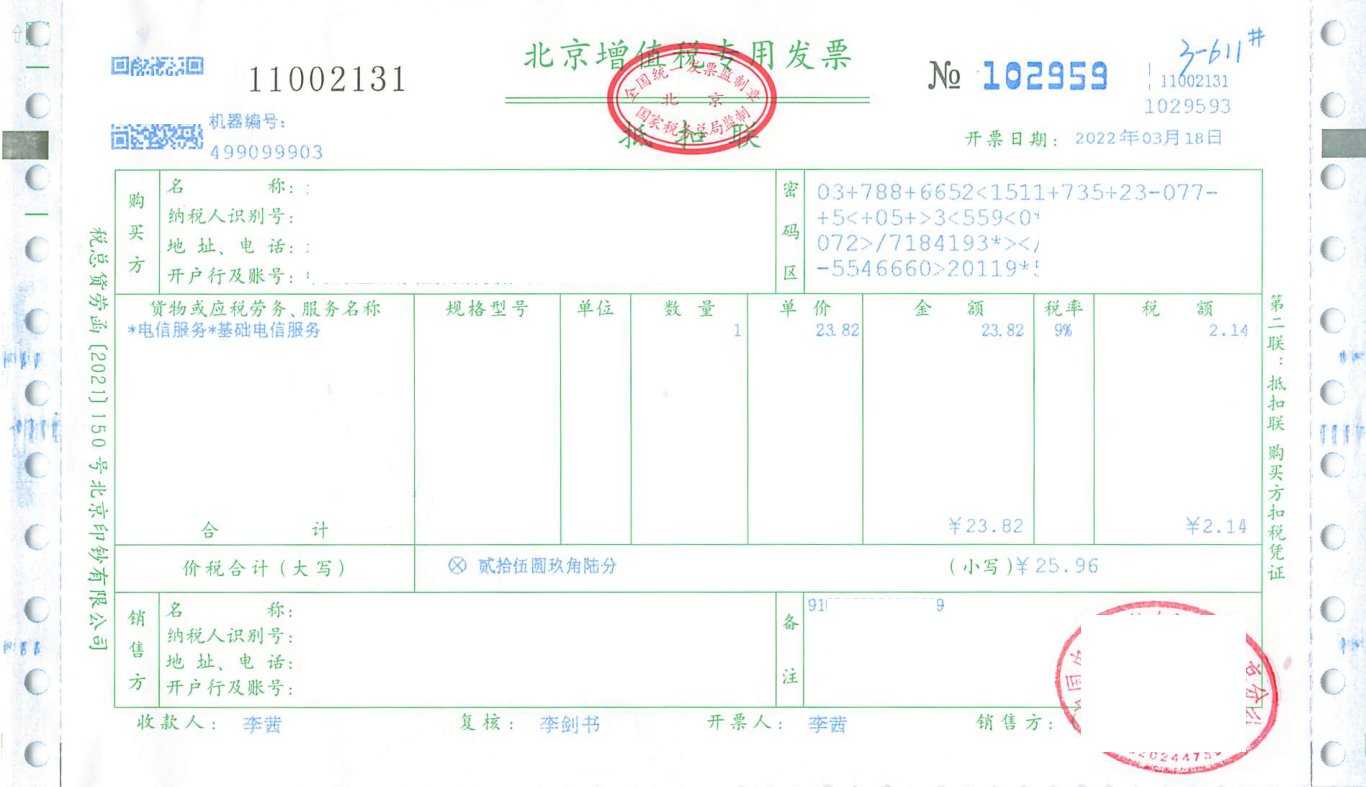 北京增值税专用发票
11002131
№ 102959
3-611#
11002131
1029593
全国统一发票监制章
北京
国家税务总局监制
抵扣联
机器编号:
499099903
开票日期: 2022年03月18日
购买方
名 称: :
纳税人识别号:
地 址、电 话: :
开户行及账号:
密码区
03+788+6652<1511+735+23-077-
+5<+05+>3<559<0*
072>/7184193*></
-5546660>20119*5
货物或应税劳务、服务名称 规格型号 单位 数 量 单 价 金 额 税率 税 额
*电信服务*基础电信服务 1 23.82 23.82 9% 2.14
合 计 ¥23.82 ¥2.14
价税合计(大写) ⊗ 贰拾伍圆玖角陆分 (小写)¥25.96
销售方
名 称:
纳税人识别号:
地 址、电 话:
开户行及账号:
备注
91 9
收款人: 李茜 复核: 李剑书 开票人: 李茜 销售方: (
税总货劳函[2021]150号北京印钞有限公司
第二联:抵扣联 购买方扣税凭证